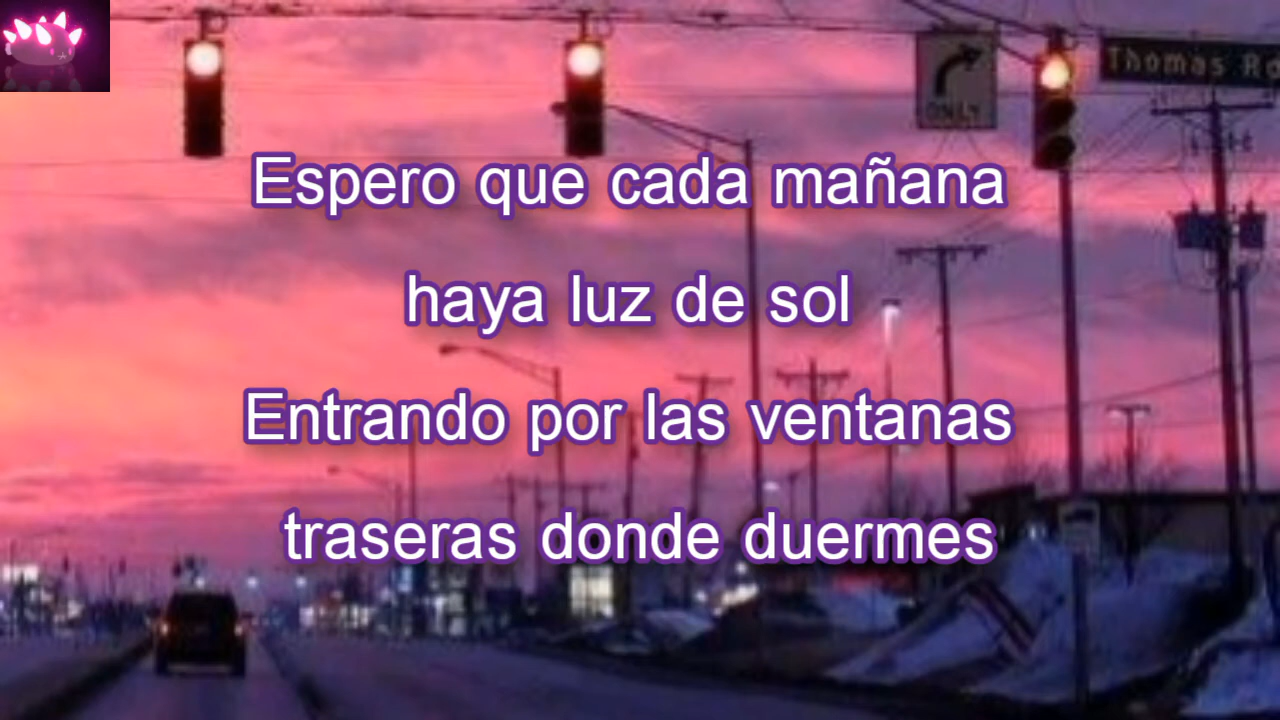 ONLY
Thomas Ro
Espero que cada mañana
haya luz de sol
Entrando por las ventanas
traseras donde duermes